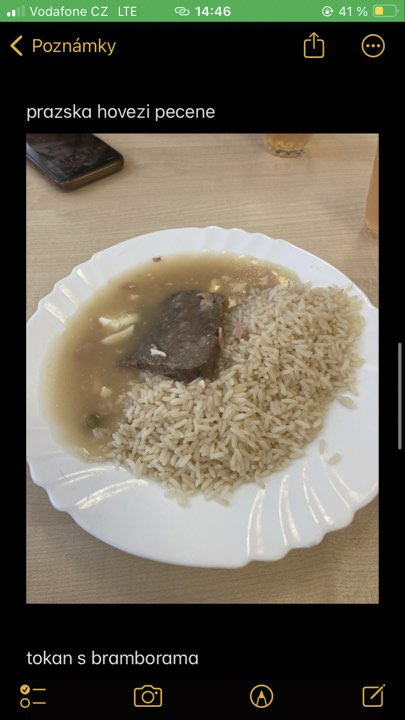 Vodafone CZ LTE 14:46 41 %
Poznámky
prazska hovezi pecene
tokan s bramborama